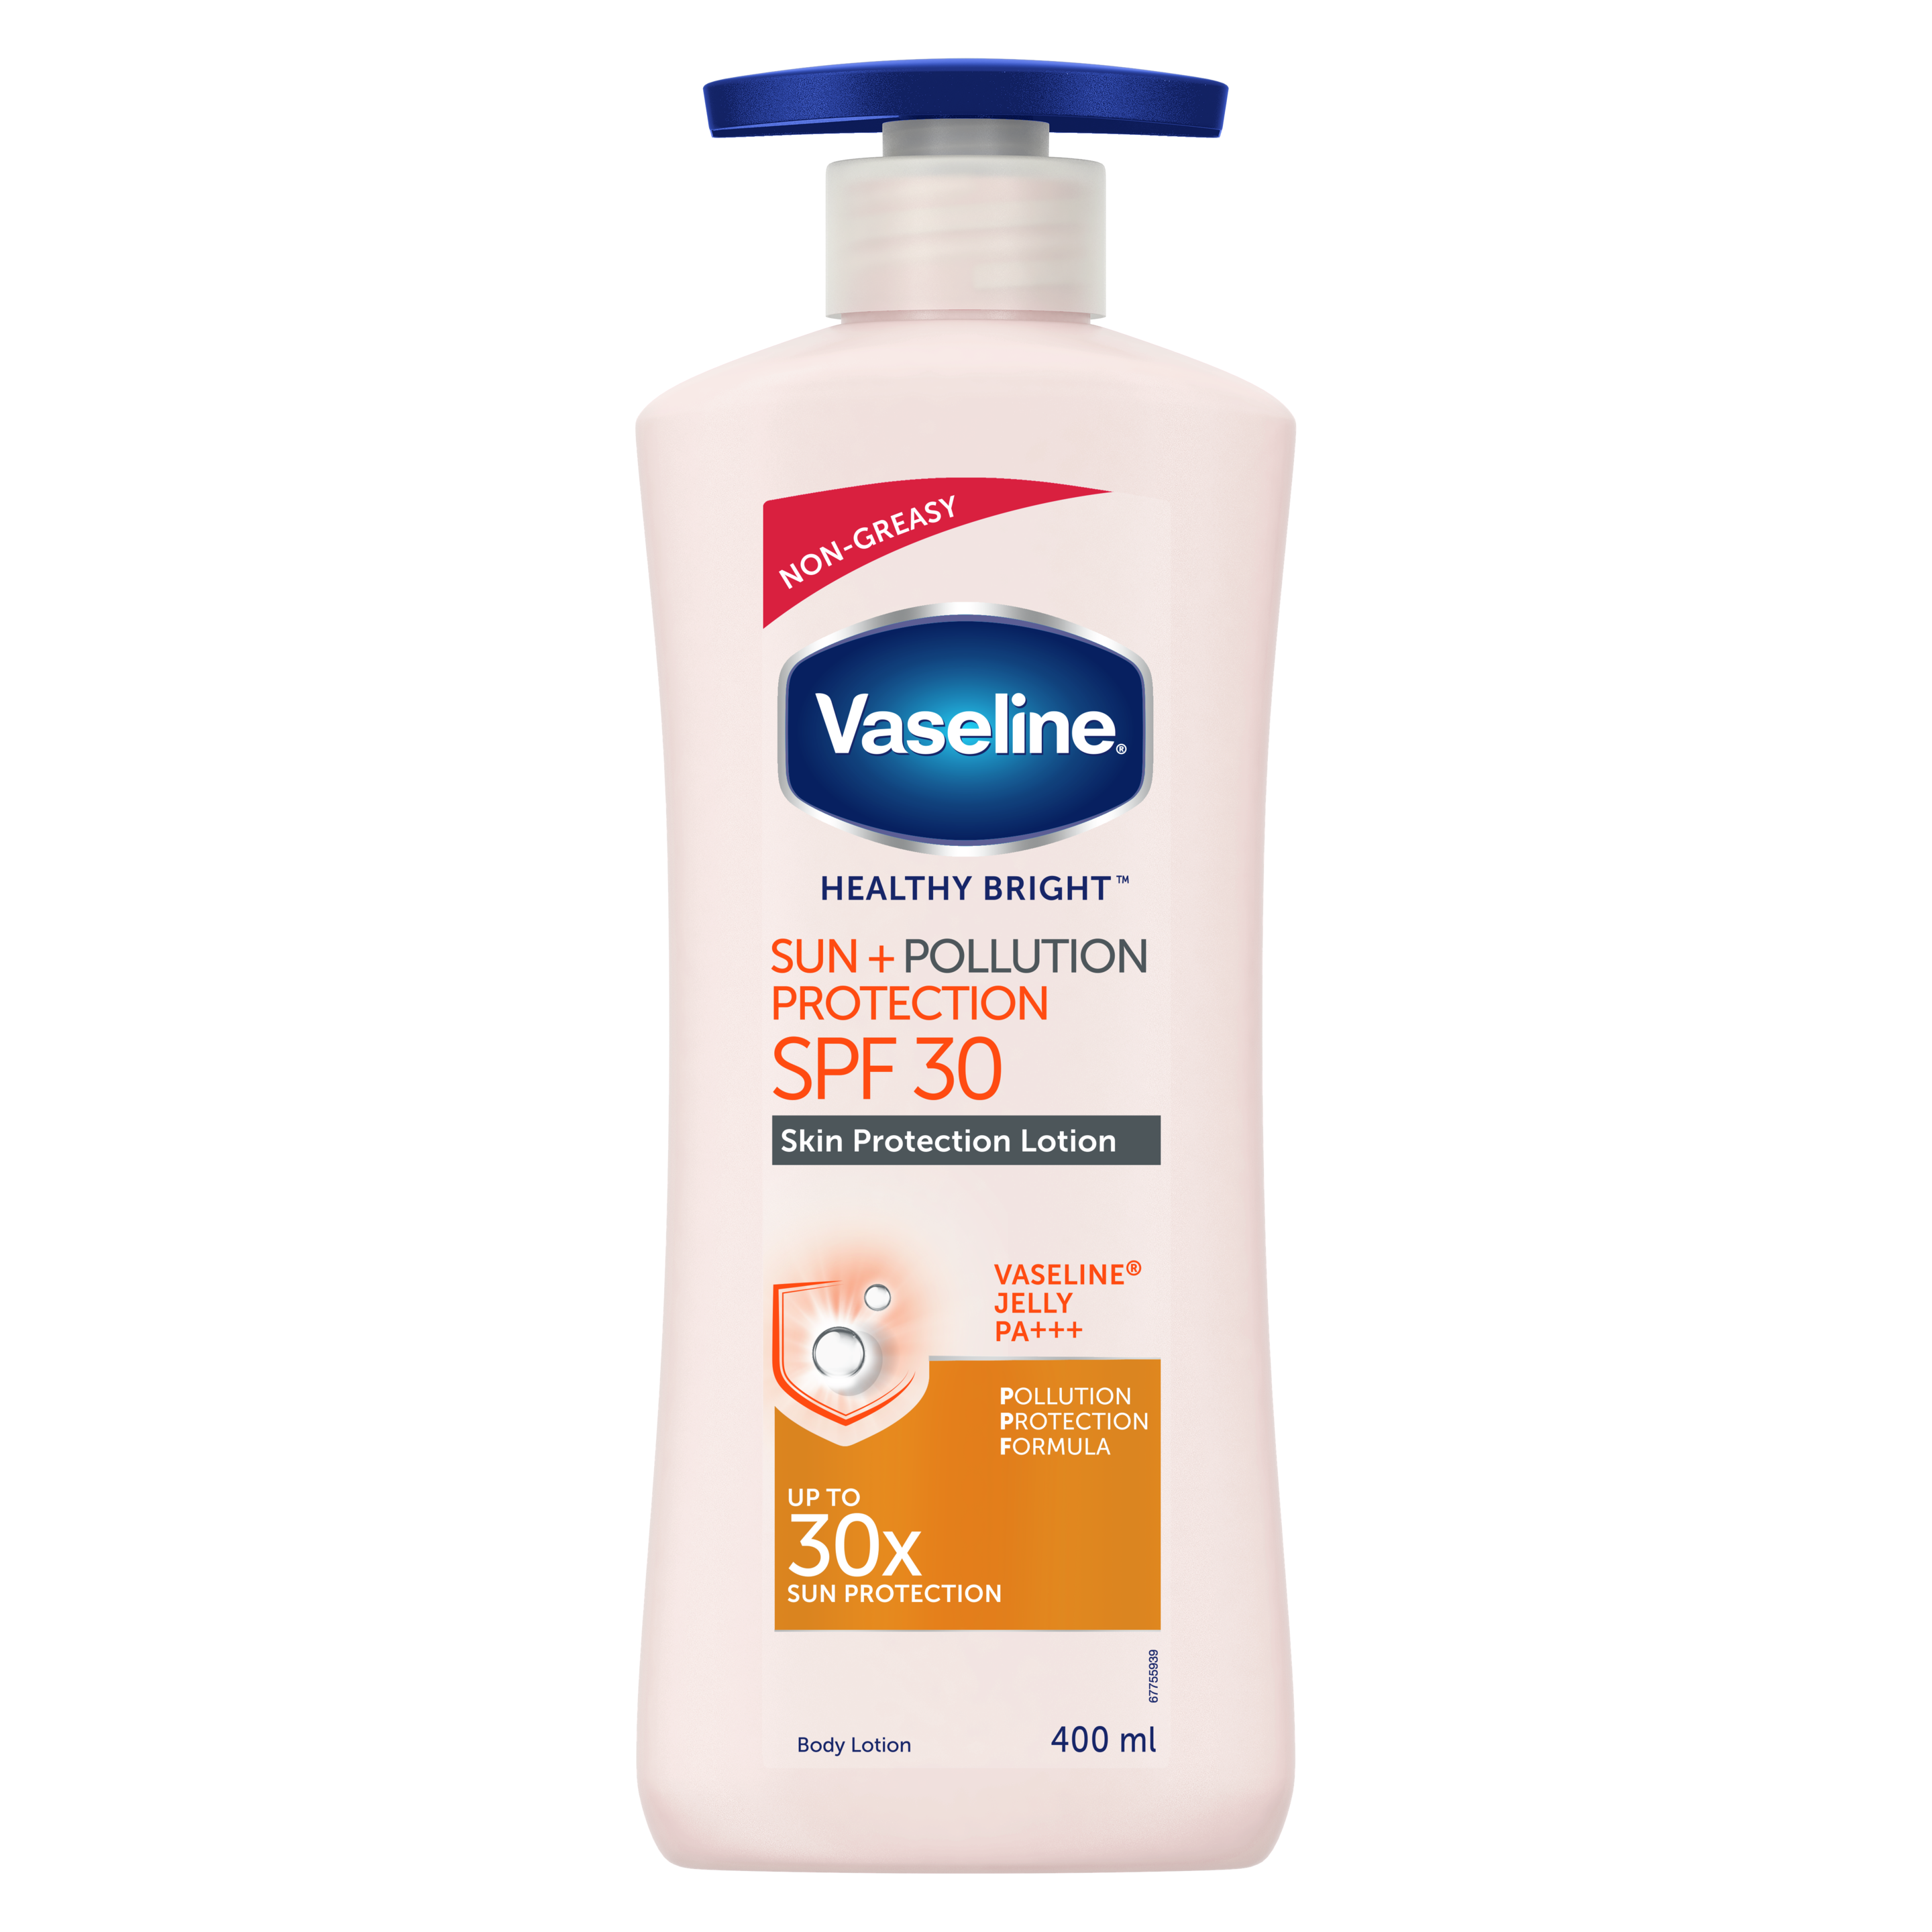 NON-GREASY
Vaseline®
HEALTHY BRIGHT™
SUN + POLLUTION
PROTECTION
SPF 30
Skin Protection Lotion
VASELINE®
JELLY
PA+++
POLLUTION
PROTECTION
FORMULA
UP TO
30x
SUN PROTECTION
67755939
Body Lotion
400 ml